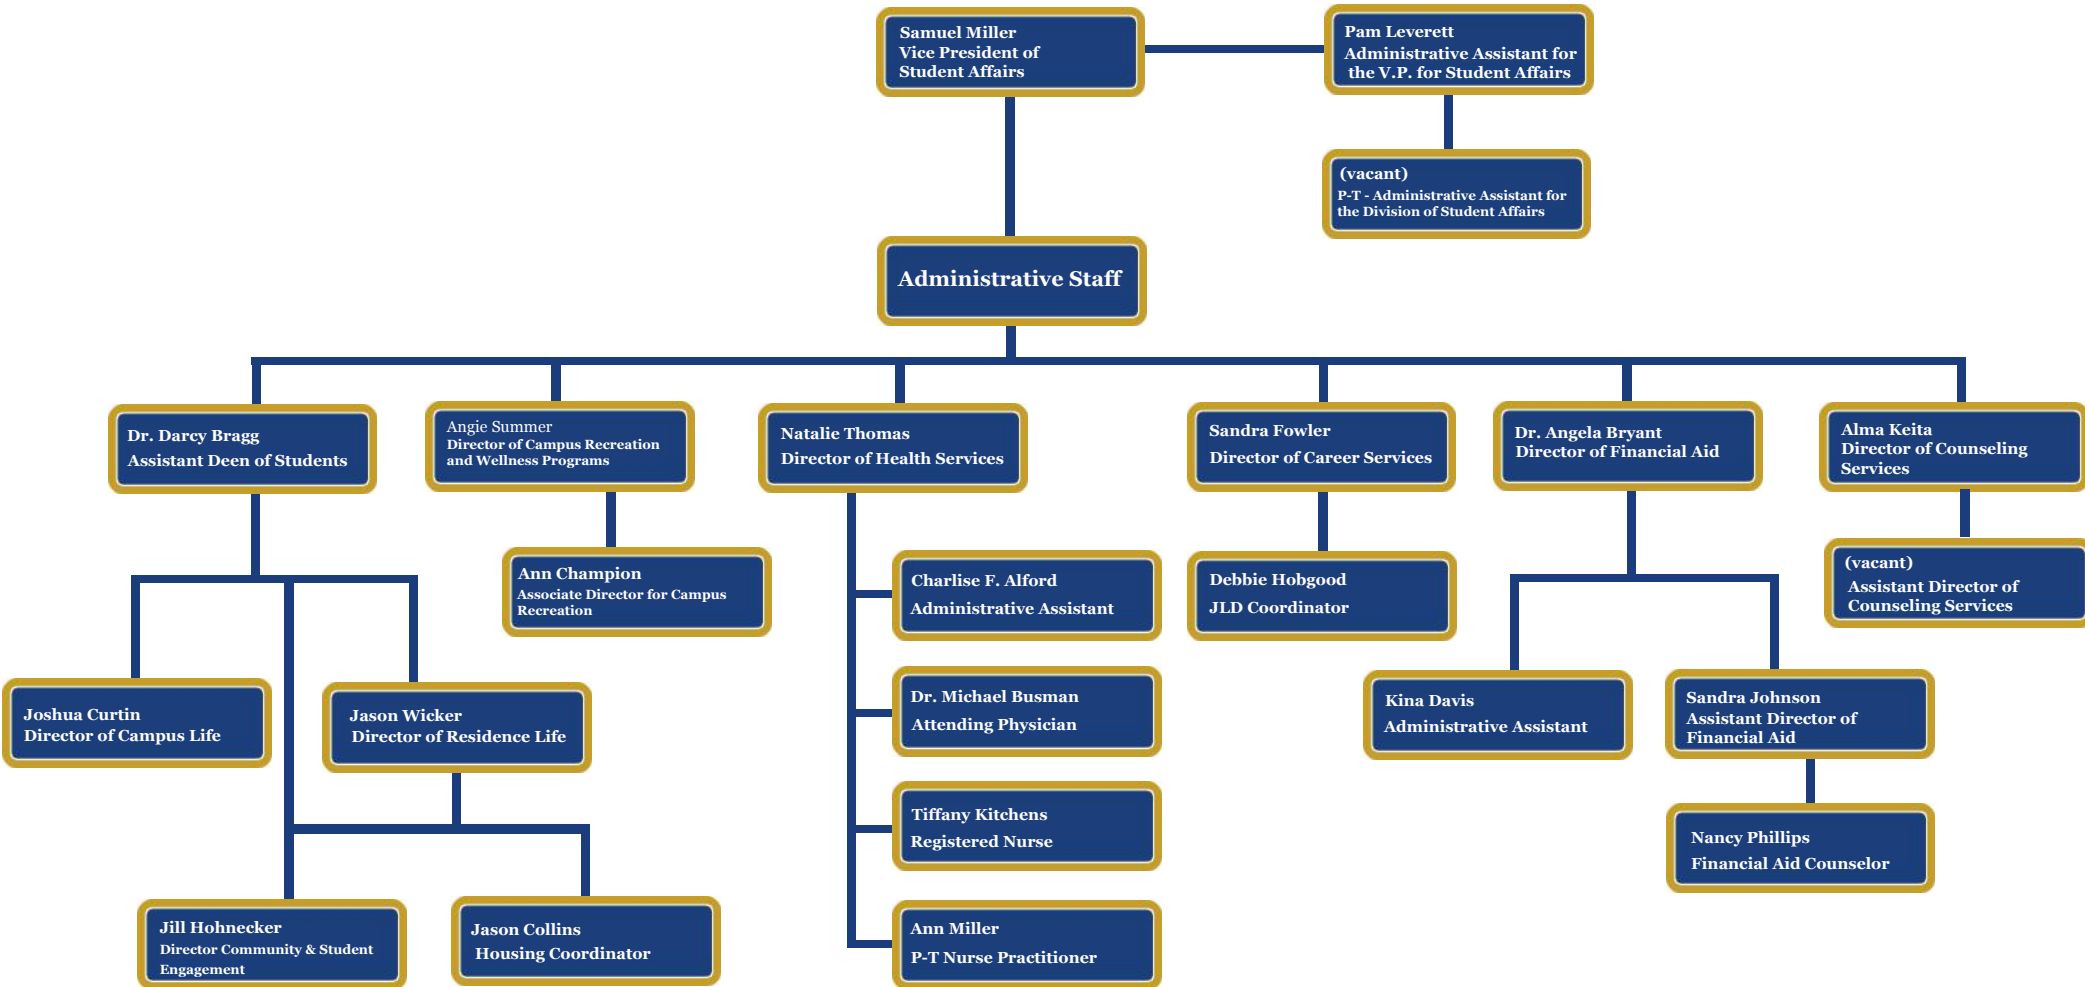 Samuel Miller
Vice President of
Student Affairs
Pam Leverett
Administrative Assistant for
the V.P. for Student Affairs
(vacant)
P-T - Administrative Assistant for
the Division of Student Affairs
Administrative Staff
Dr. Darcy Bragg
Assistant Deen of Students
Angie Summer
Director of Campus Recreation
and Wellness Programs
Natalie Thomas
Director of Health Services
Sandra Fowler
Director of Career Services
Dr. Angela Bryant
Director of Financial Aid
Alma Keita
Director of Counseling
Services
Ann Champion
Associate Director for Campus
Recreation
Charlise F. Alford
Administrative Assistant
Debbie Hobgood
JLD Coordinator
(vacant)
Assistant Director of
Counseling Services
Joshua Curtin
Director of Campus Life
Jason Wicker
Director of Residence Life
Dr. Michael Busman
Attending Physician
Kina Davis
Administrative Assistant
Sandra Johnson
Assistant Director of
Financial Aid
Tiffany Kitchens
Registered Nurse
Nancy Phillips
Financial Aid Counselor
Jill Hohnecker
Director Community & Student
Engagement
Jason Collins
Housing Coordinator
Ann Miller
P-T Nurse Practitioner